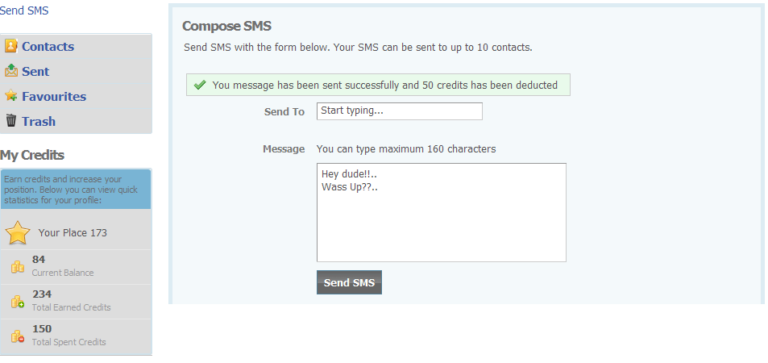 Send SMS
Contacts
Sent
Favourites
Trash
My Credits
Earn credits and increase your
position. Below you can view quick
statistics for your profile:
Your Place 173
84
Current Balance
234
Total Earned Credits
150
Total Spent Credits
Compose SMS
Send SMS with the form below. Your SMS can be sent to up to 10 contacts.
You message has been sent successfully and 50 credits has been deducted
Send To Start typing...
Message You can type maximum 160 characters
Hey dude!!..
Wass Up??..
Send SMS